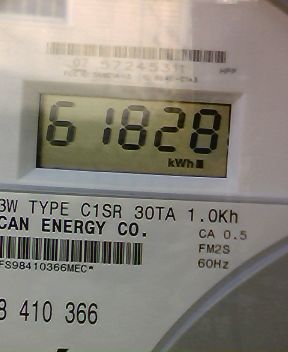 61828
kWh
3W TYPE C1SR 30TA 1.0Kh
CAN ENERGY CO.
CA 0.5
FM2S
FS98410366MEC*
60Hz
410 366